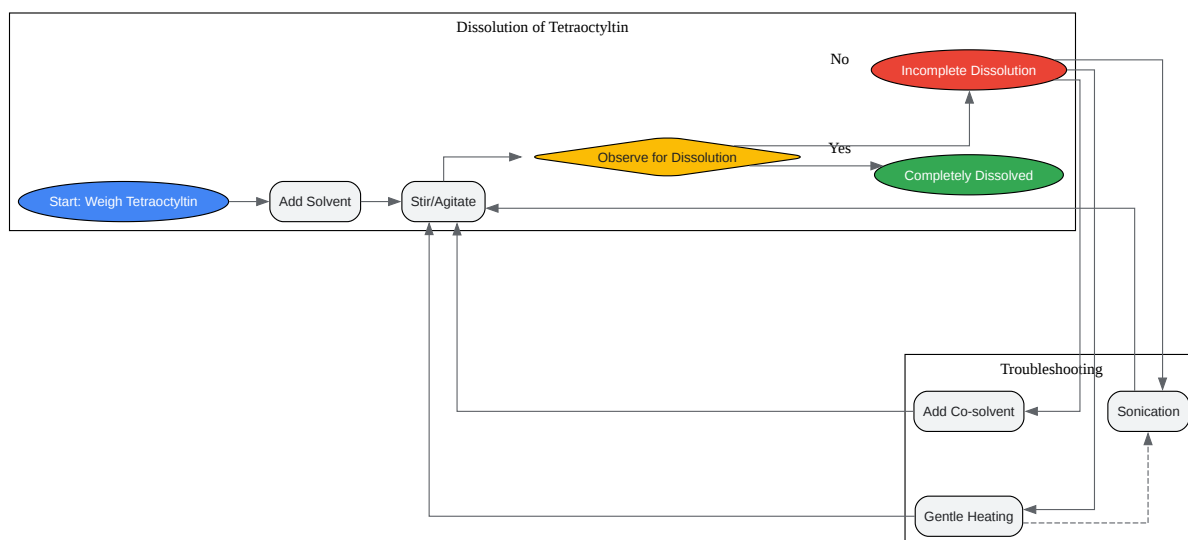 Dissolution of Tetraoctyltin
No
Incomplete Dissolution
Yes
Observe for Dissolution
Completely Dissolved
Start: Weigh Tetraoctyltin
Add Solvent
Stir/Agitate
Troubleshooting
Add Co-solvent
Sonication
Gentle Heating